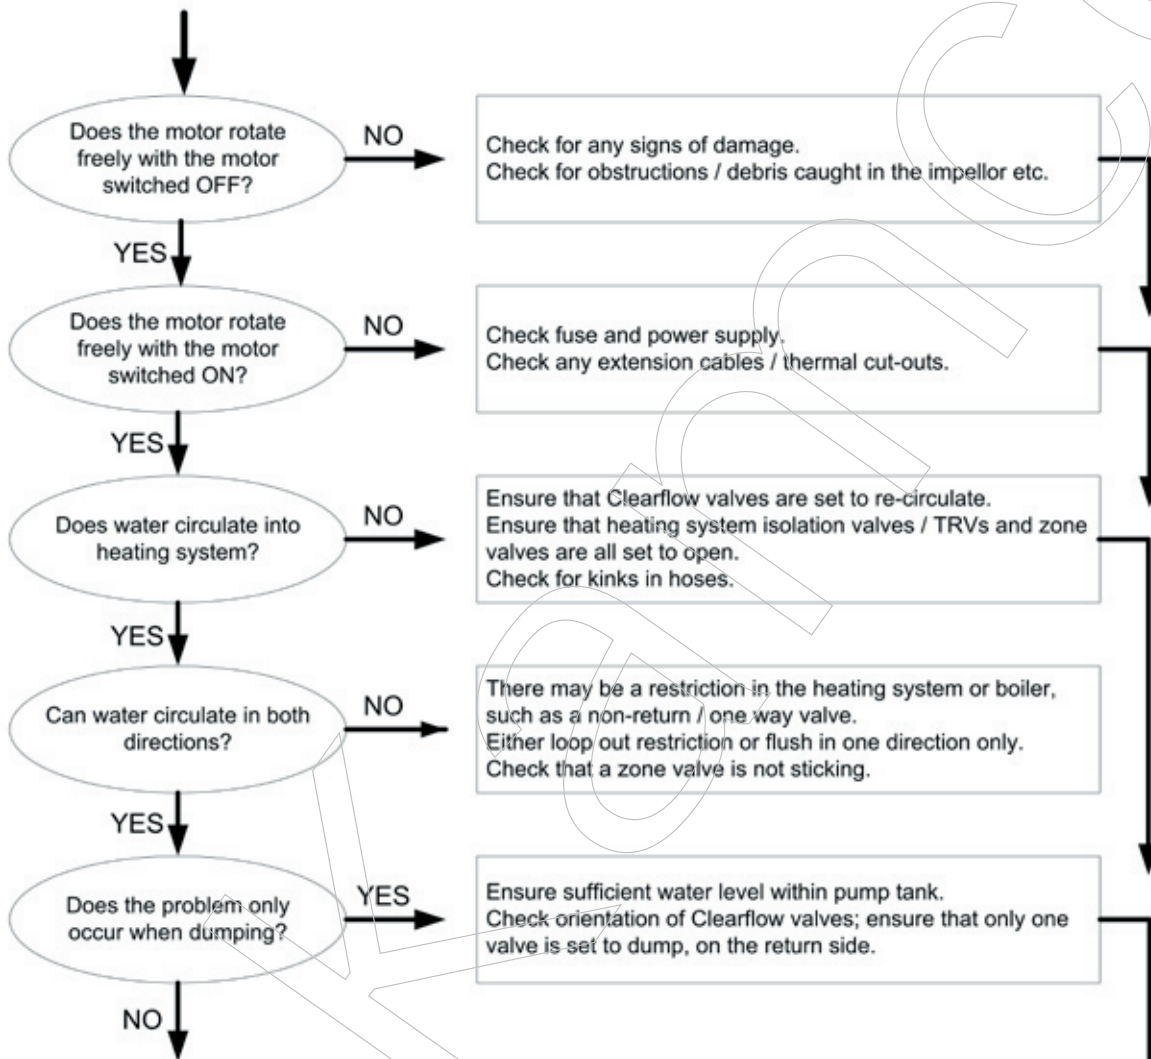 Does the motor rotate
freely with the motor
switched OFF?
NO
Check for any signs of damage.
Check for obstructions / debris caught in the impellor etc.
YES
Does the motor rotate
freely with the motor
switched ON?
NO
Check fuse and power supply.
Check any extension cables / thermal cut-outs.
YES
Does water circulate into
heating system?
NO
Ensure that Clearflow valves are set to re-circulate.
Ensure that heating system isolation valves / TRVs and zone
valves are all set to open.
Check for kinks in hoses.
YES
Can water circulate in both
directions?
NO
There may be a restriction in the heating system or boiler,
such as a non-return / one way valve.
Either loop out restriction or flush in one direction only.
Check that a zone valve is not sticking.
YES
Does the problem only
occur when dumping?
YES
Ensure sufficient water level within pump tank.
Check orientation of Clearflow valves; ensure that only one
valve is set to dump, on the return side.
NO